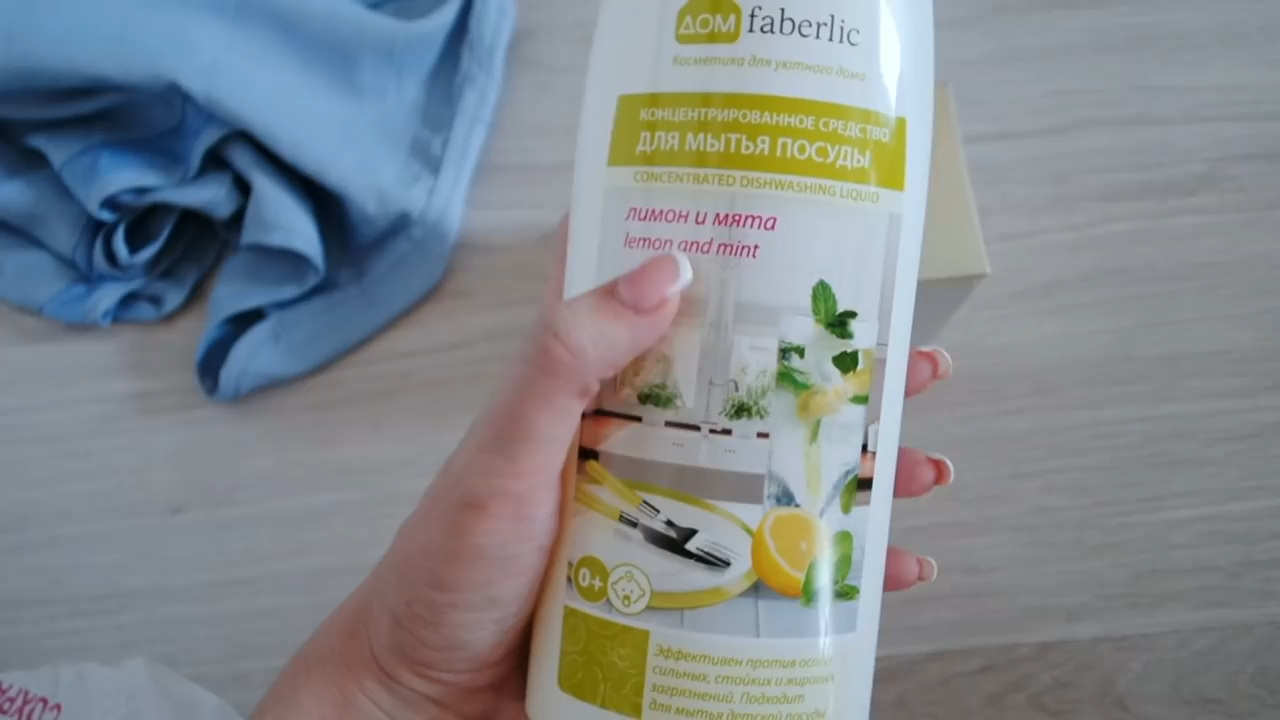 ДОМ faberlic
Косметика для уютного дома
КОНЦЕНТРИРОВАННОЕ СРЕДСТВО
ДЛЯ МЫТЬЯ ПОСУДЫ
CONCENTRATED DISHWASHING LIQUID
лимон и мята
lemon and mint
0+
Эффективен против
сильных, стойких и жировых
загрязнений. Подходит
для мытья детской посуды
СОХРА